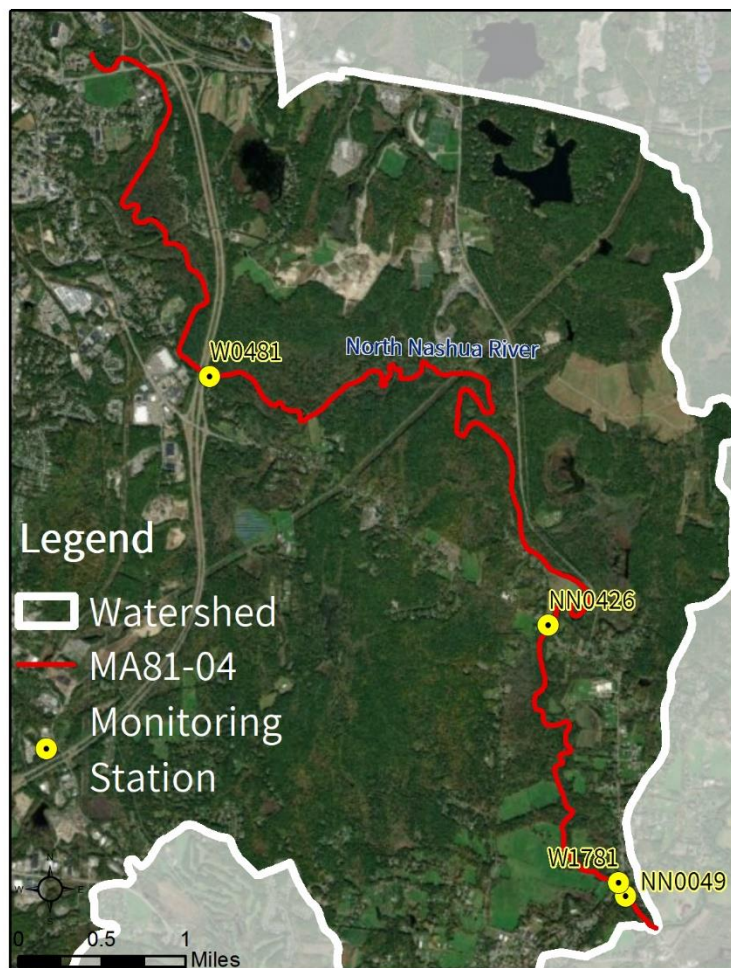 W0481
North Nashua River
NN0426
W1781
NN0049
Legend
Watershed
MA81-04
Monitoring
Station
N
W E
S
0 0.5 1
Miles